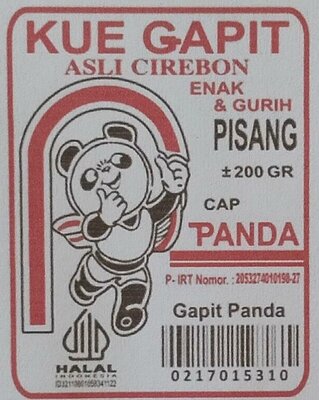 KUE GAPIT
ASLI CIREBON
ENAK
& GURIH
PISANG
±200 GR
CAP
PANDA
P- IRT Nomor. : 2053274010198-27
Gapit Panda
HALAL
INDONESIA
0217015310